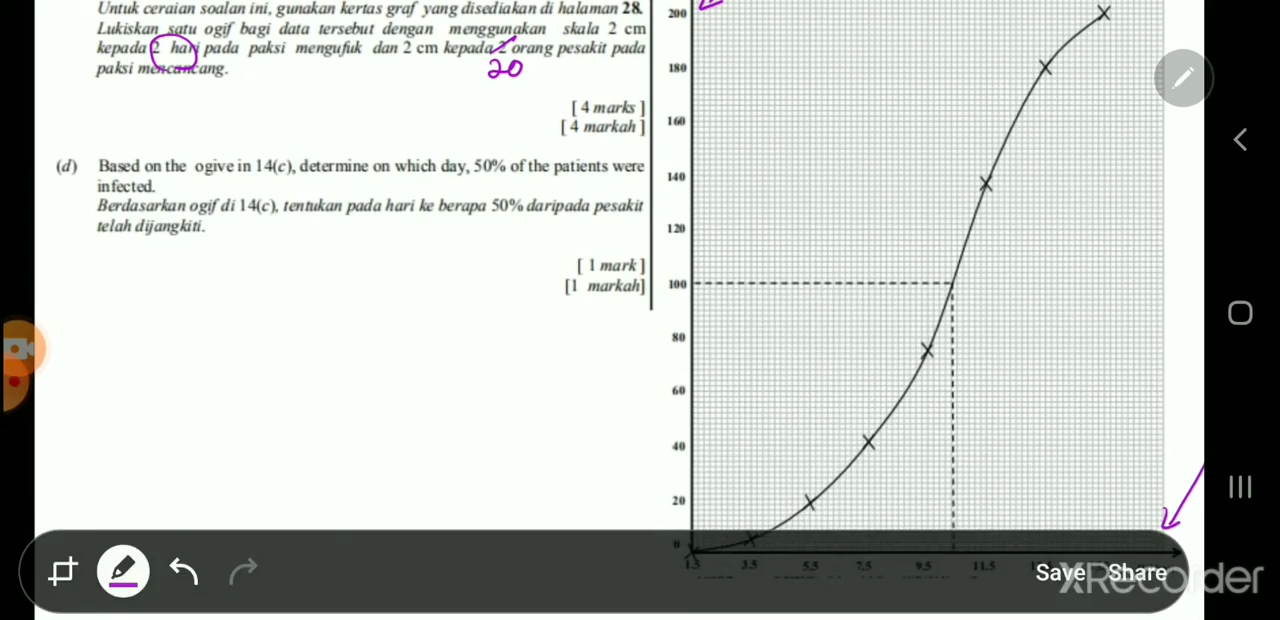 Untuk ceraian soalan ini, gunakan kertas graf yang disediakan di halaman 28.
Lukiskan satu ogif bagi data tersebut dengan menggunakan skala 2 cm
kepada 2 hari pada paksi mengufuk dan 2 cm kepada 2 orang pesakit pada
20
paksi mencancang.
[ 4 marks ]
[ 4 markah ]
(d) Based on the ogive in 14(c), determine on which day, 50% of the patients were
infected.
Berdasarkan ogif di 14(c), tentukan pada hari ke berapa 50% daripada pesakit
telah dijangkiti.
[ 1 mark ]
[1 markah]
200
180
160
140
120
100
80
60
40
20
0
1.5 3.5 5.5 7.5 9.5 11.5
Save Share
XRecorder